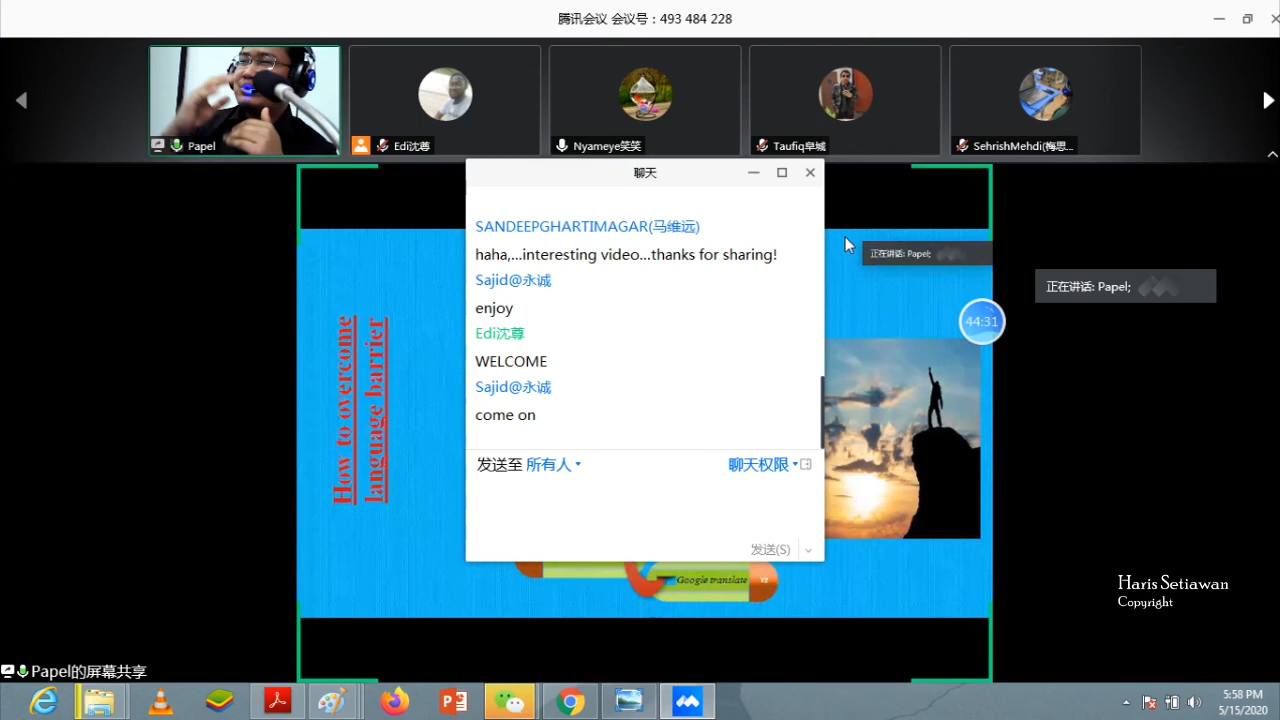 腾讯会议 会议号：493 484 228
Papel
Edi沈尊
Nyameye笑笑
Taufiq阜城
SehrishMehdi(梅思...
聊天
SANDEEPGHARTIMAGAR(马维远)
haha,...interesting video...thanks for sharing!
Sajid@永诚
enjoy
Edi沈尊
WELCOME
Sajid@永诚
come on
发送至 所有人
聊天权限
发送(S)
正在讲话: Papel;
正在讲话: Papel;
44:31
How to overcome
language barrier
Google translate
12
Haris Setiawan
Copyright
Papel的屏幕共享
5:58 PM
5/15/2020